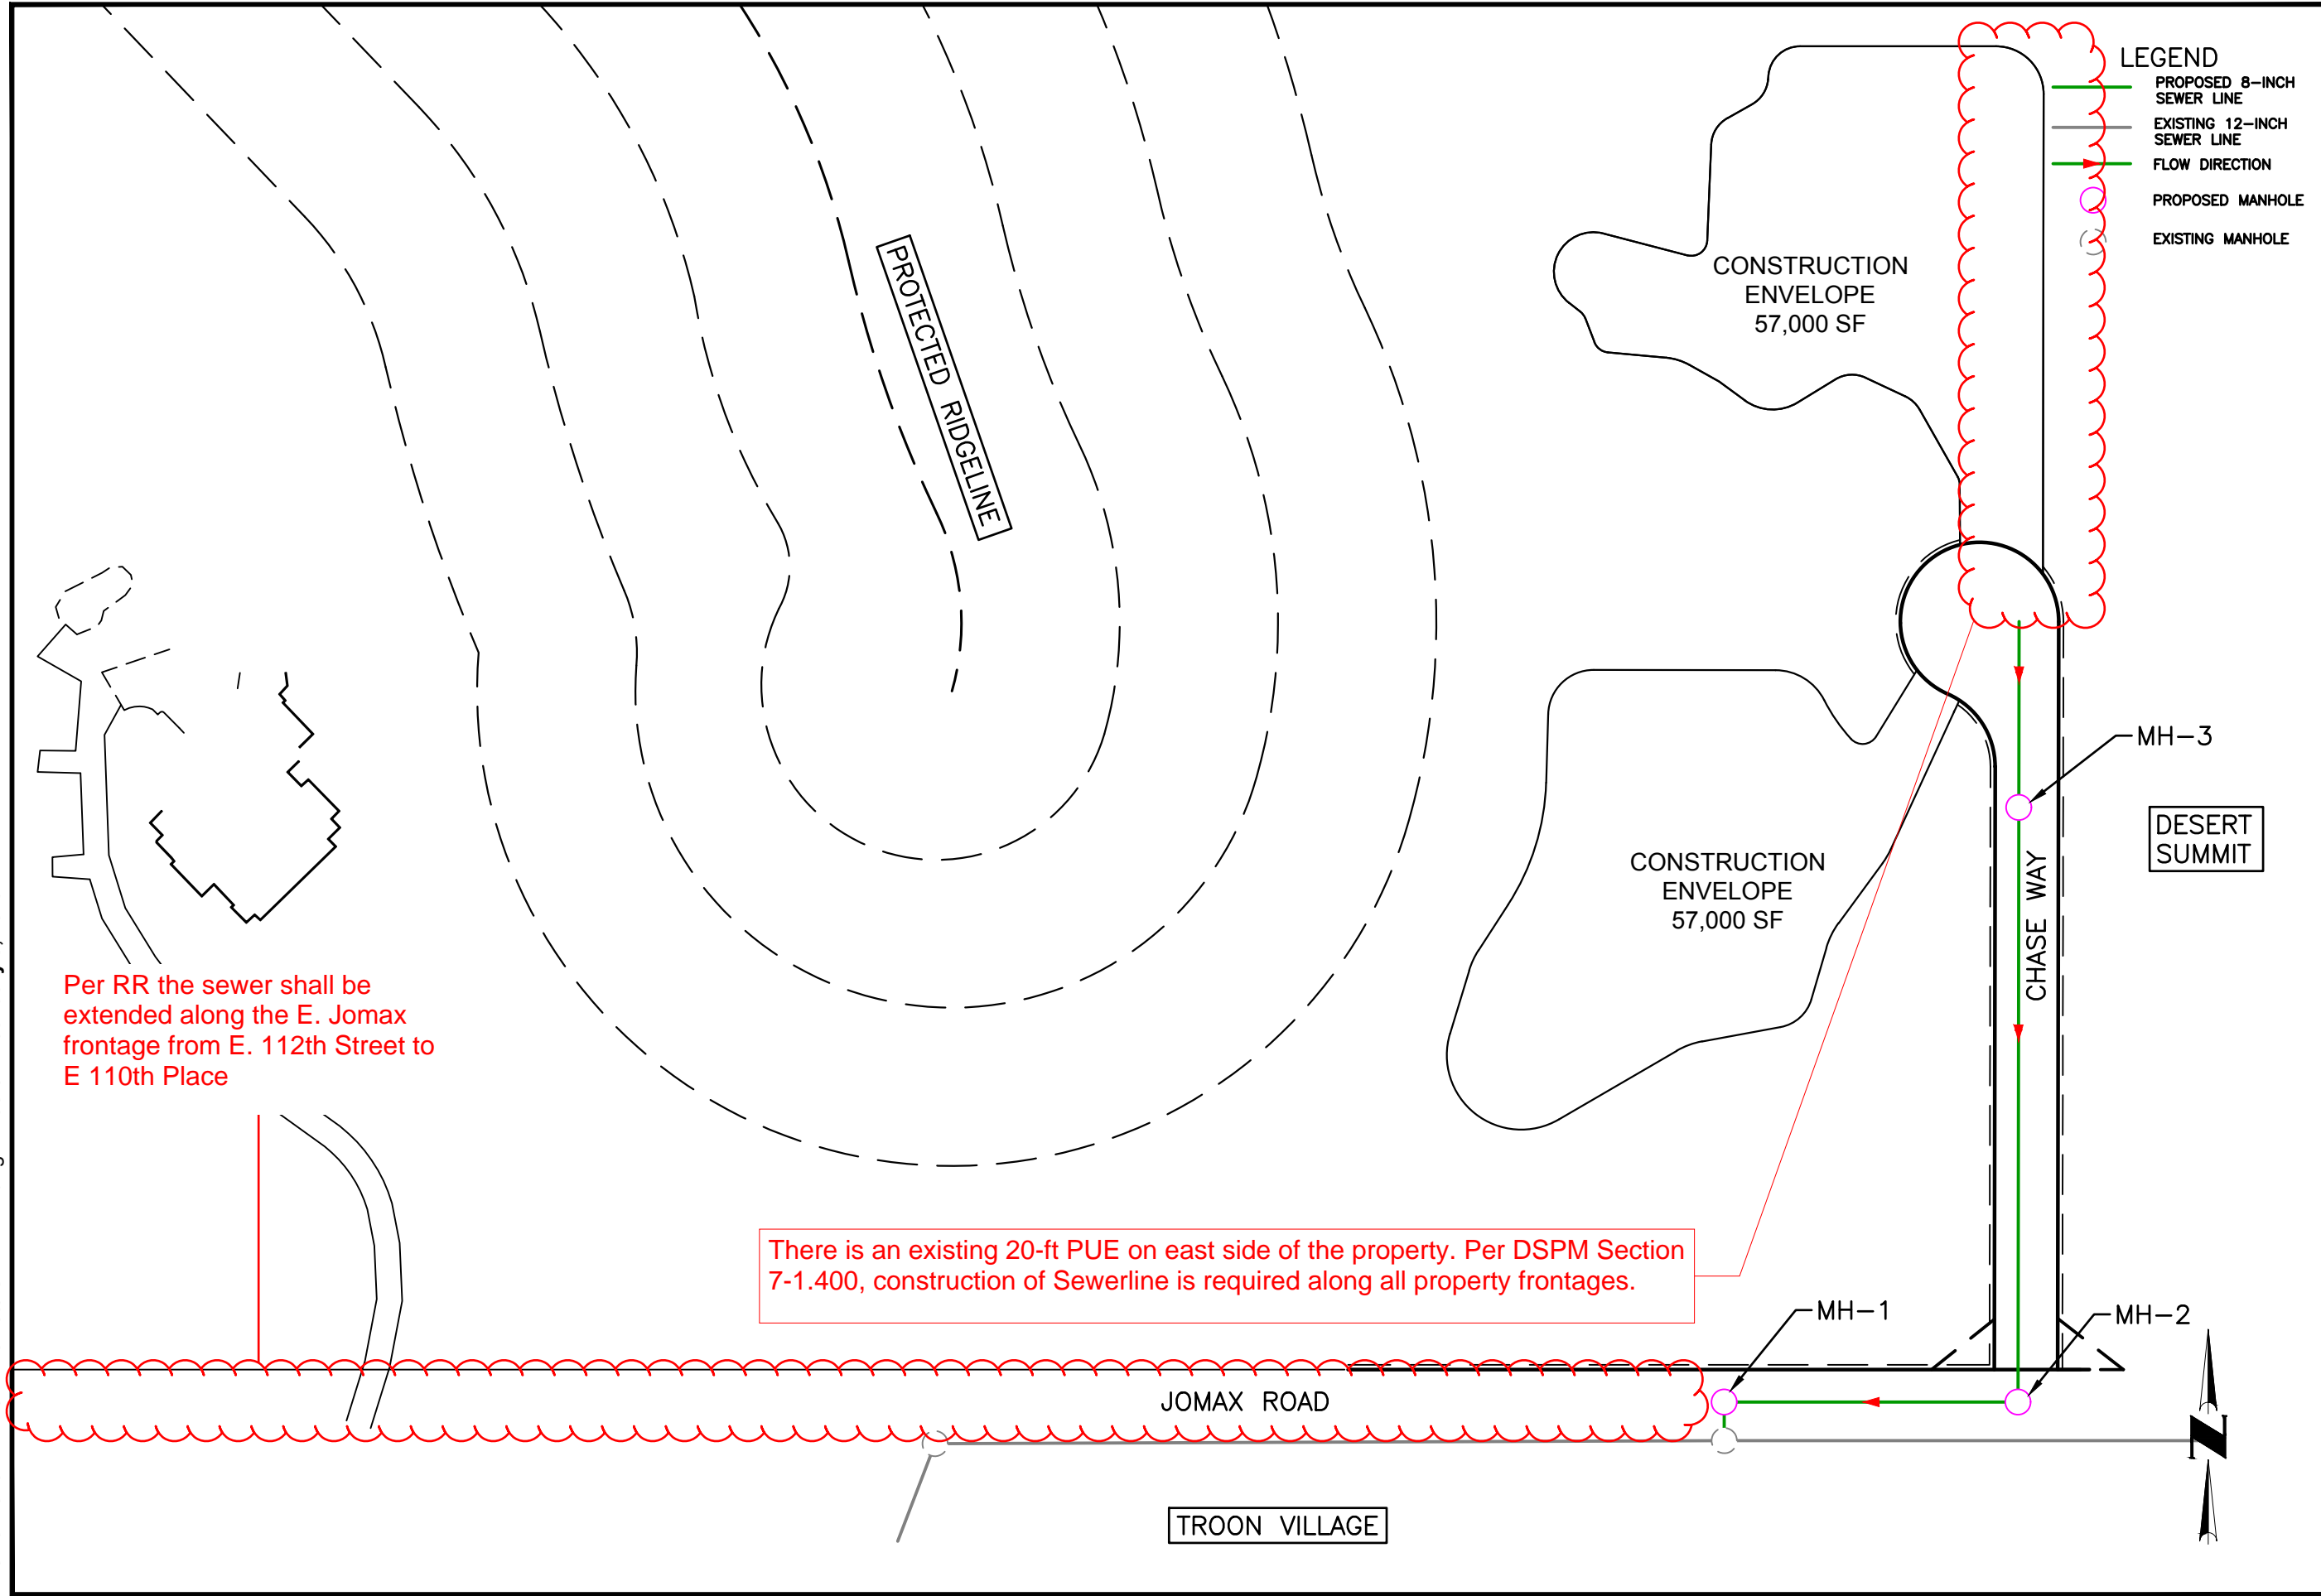 LEGEND
PROPOSED 8-INCH
SEWER LINE
EXISTING 12-INCH
SEWER LINE
FLOW DIRECTION
PROPOSED MANHOLE
EXISTING MANHOLE
PROTECTED RIDGELINE
CONSTRUCTION
ENVELOPE
57,000 SF
MH-3
DESERT
SUMMIT
CONSTRUCTION
ENVELOPE
57,000 SF
CHASE WAY
Per RR the sewer shall be
extended along the E. Jomax
frontage from E. 112th Street to
E 110th Place
There is an existing 20-ft PUE on east side of the property. Per DSPM Section
7-1.400, construction of Sewerline is required along all property frontages.
MH-1
MH-2
JOMAX ROAD
N
TROON VILLAGE